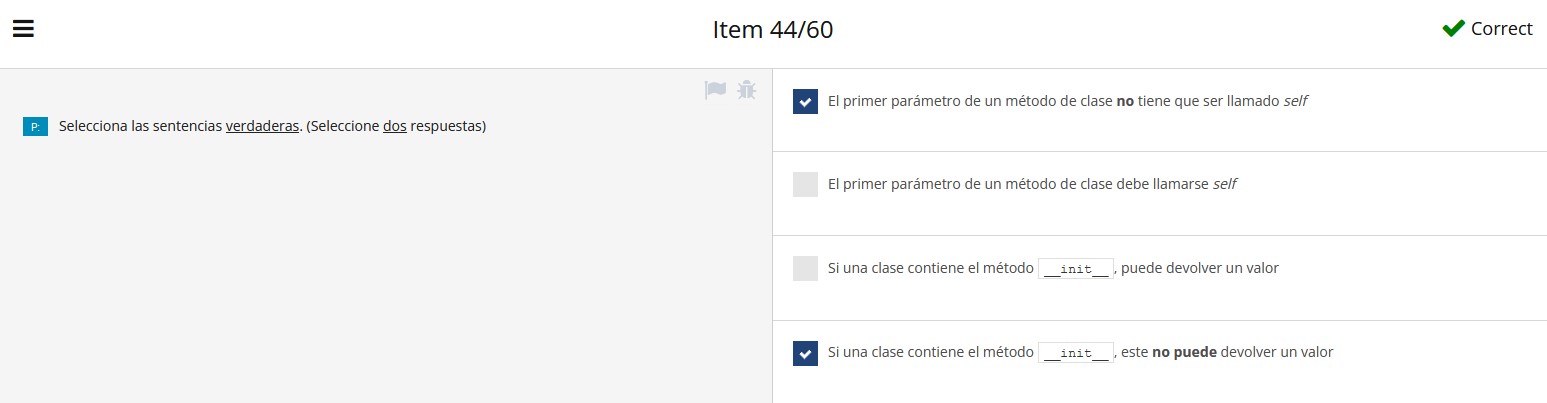 Item 44/60
Correct
P:
Selecciona las sentencias verdaderas. (Seleccione dos respuestas)
El primer parámetro de un método de clase no tiene que ser llamado self
El primer parámetro de un método de clase debe llamarse self
Si una clase contiene el método __init__, puede devolver un valor
Si una clase contiene el método __init__, este no puede devolver un valor